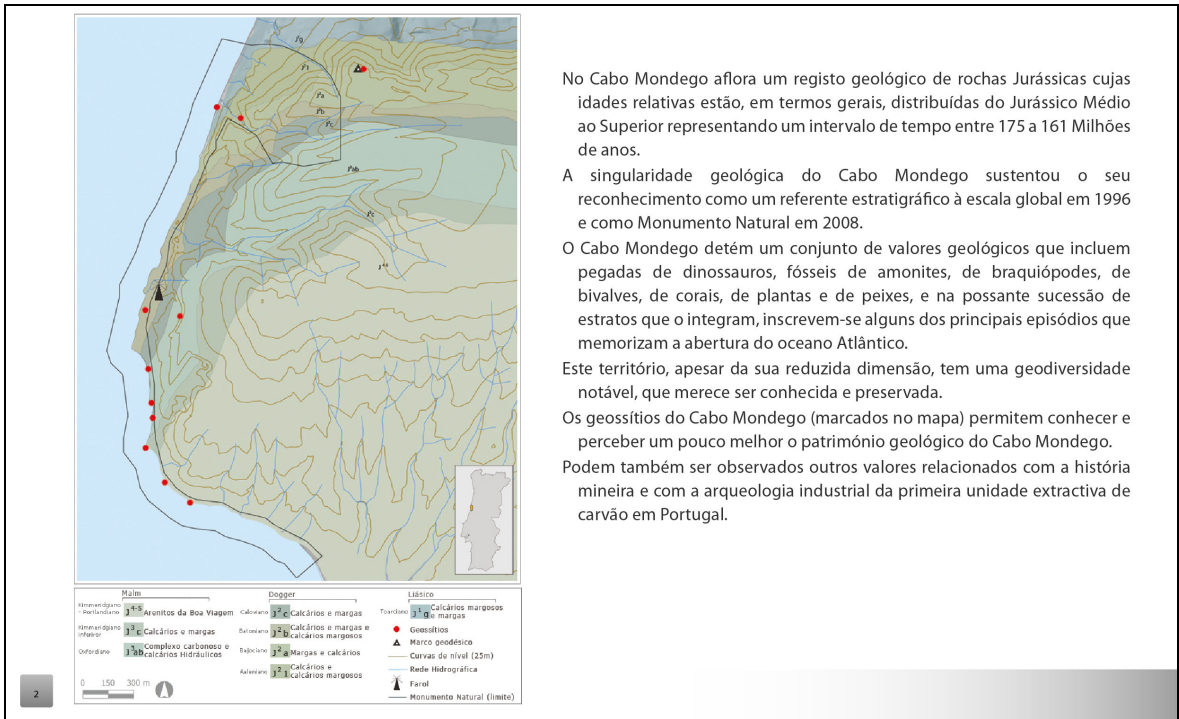 No Cabo Mondego aflora um registo geológico de rochas Jurássicas cujas
idades relativas estão, em termos gerais, distribuídas do Jurássico Médio
ao Superior representando um intervalo de tempo entre 175 a 161 Milhões
de anos.
A singularidade geológica do Cabo Mondego sustentou o seu
reconhecimento como um referente estratigráfico à escala global em 1996
e como Monumento Natural em 2008.
O Cabo Mondego detém um conjunto de valores geológicos que incluem
pegadas de dinossauros, fósseis de amonites, de braquiópodes, de
bivalves, de corais, de plantas e de peixes, e na possante sucessão de
estratos que o integram, inscrevem-se alguns dos principais episódios que
memorizam a abertura do oceano Atlântico.
Este território, apesar da sua reduzida dimensão, tem uma geodiversidade
notável, que merece ser conhecida e preservada.
Os geossítios do Cabo Mondego (marcados no mapa) permitem conhecer e
perceber um pouco melhor o património geológico do Cabo Mondego.
Podem também ser observados outros valores relacionados com a história
mineira e com a arqueologia industrial da primeira unidade extractiva de
carvão em Portugal.
Malm
Kimmeridgiano
- Portlandiano
J4-5 Arenitos da Boa Viagem
Kimmeridgiano
inferiror
J3c Calcários e margas
Oxfordiano
Complexo carbonoso e
calcários Hidráulicos
Dogger
Caloviano J2c Calcários e margas
J2b Calcários e margas e
calcários margosos
Bajociano J2a Margas e calcários
Aaleniano J21 Calcários e
calcários margosos
Liásico
Toarciano J1g Calcários margosos
e margas
Geossítios
Marco geodésico
Curvas de nível (25m)
Rede Hidrográfica
Farol
Monumento Natural (limite)
0 150 300 m
2